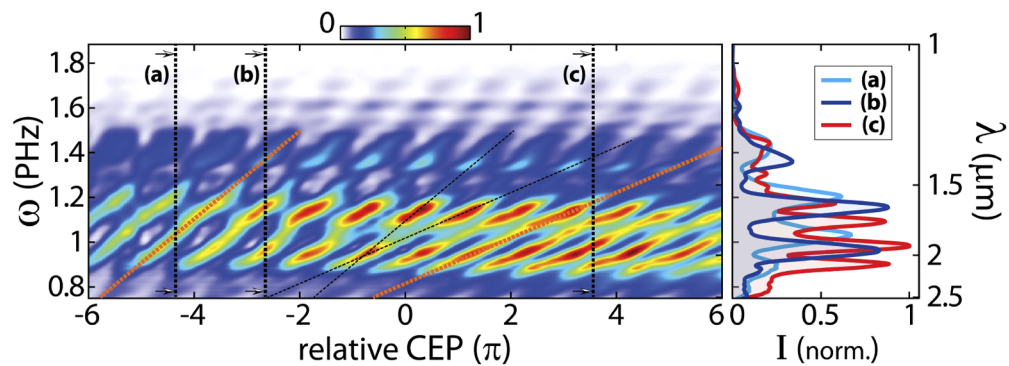 0 1
1.8
1.6
1.4
1.2
1
0.8
ω (PHz)
(a) (b) (c)
-6 -4 -2 0 2 4 6
relative CEP (π)
(a)
(b)
(c)
1
1.5
2
2.5
λ (μm)
0 0.5 1
I (norm.)